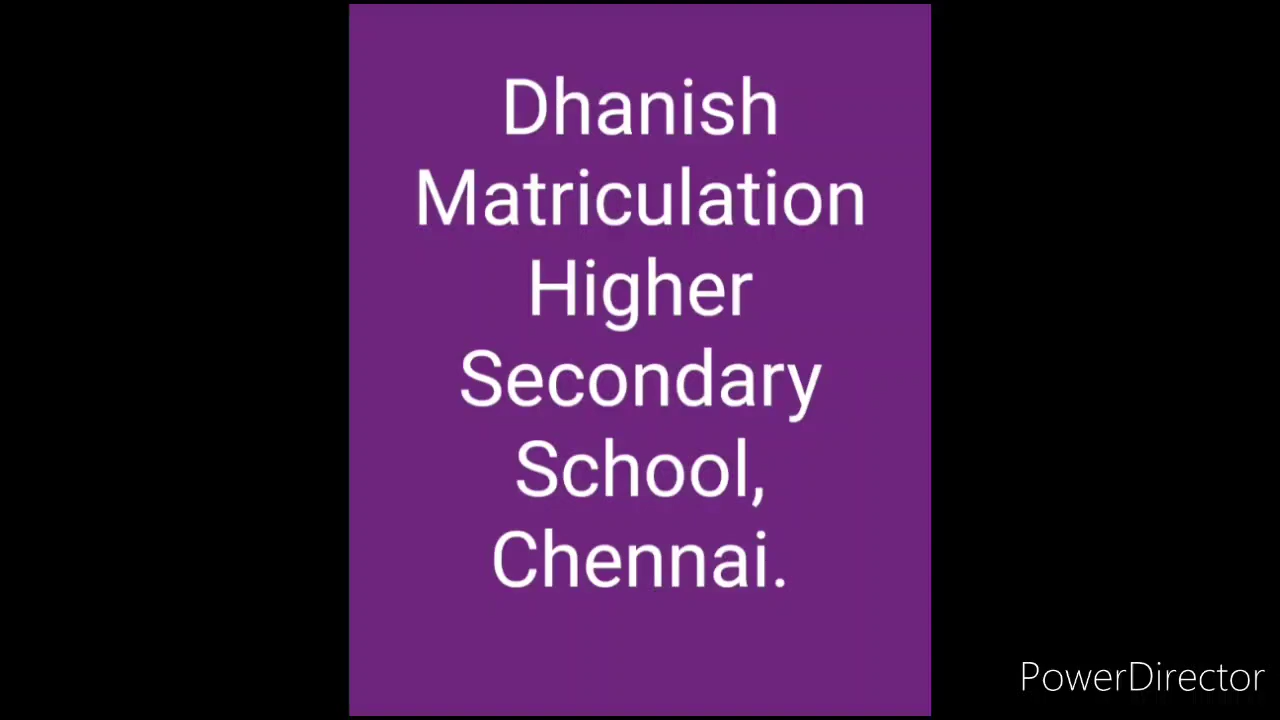 Dhanish
Matriculation
Higher
Secondary
School,
Chennai.
PowerDirector